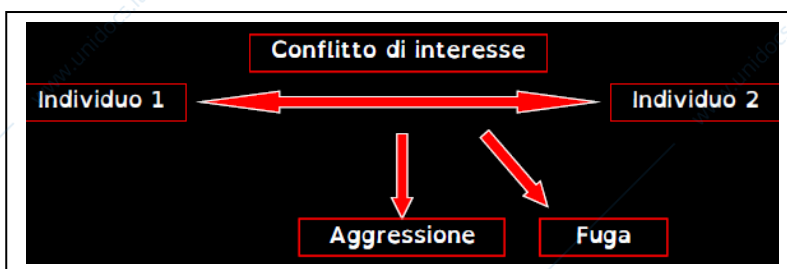 Conflitto di interesse
Individuo 1
Individuo 2
Aggressione
Fuga